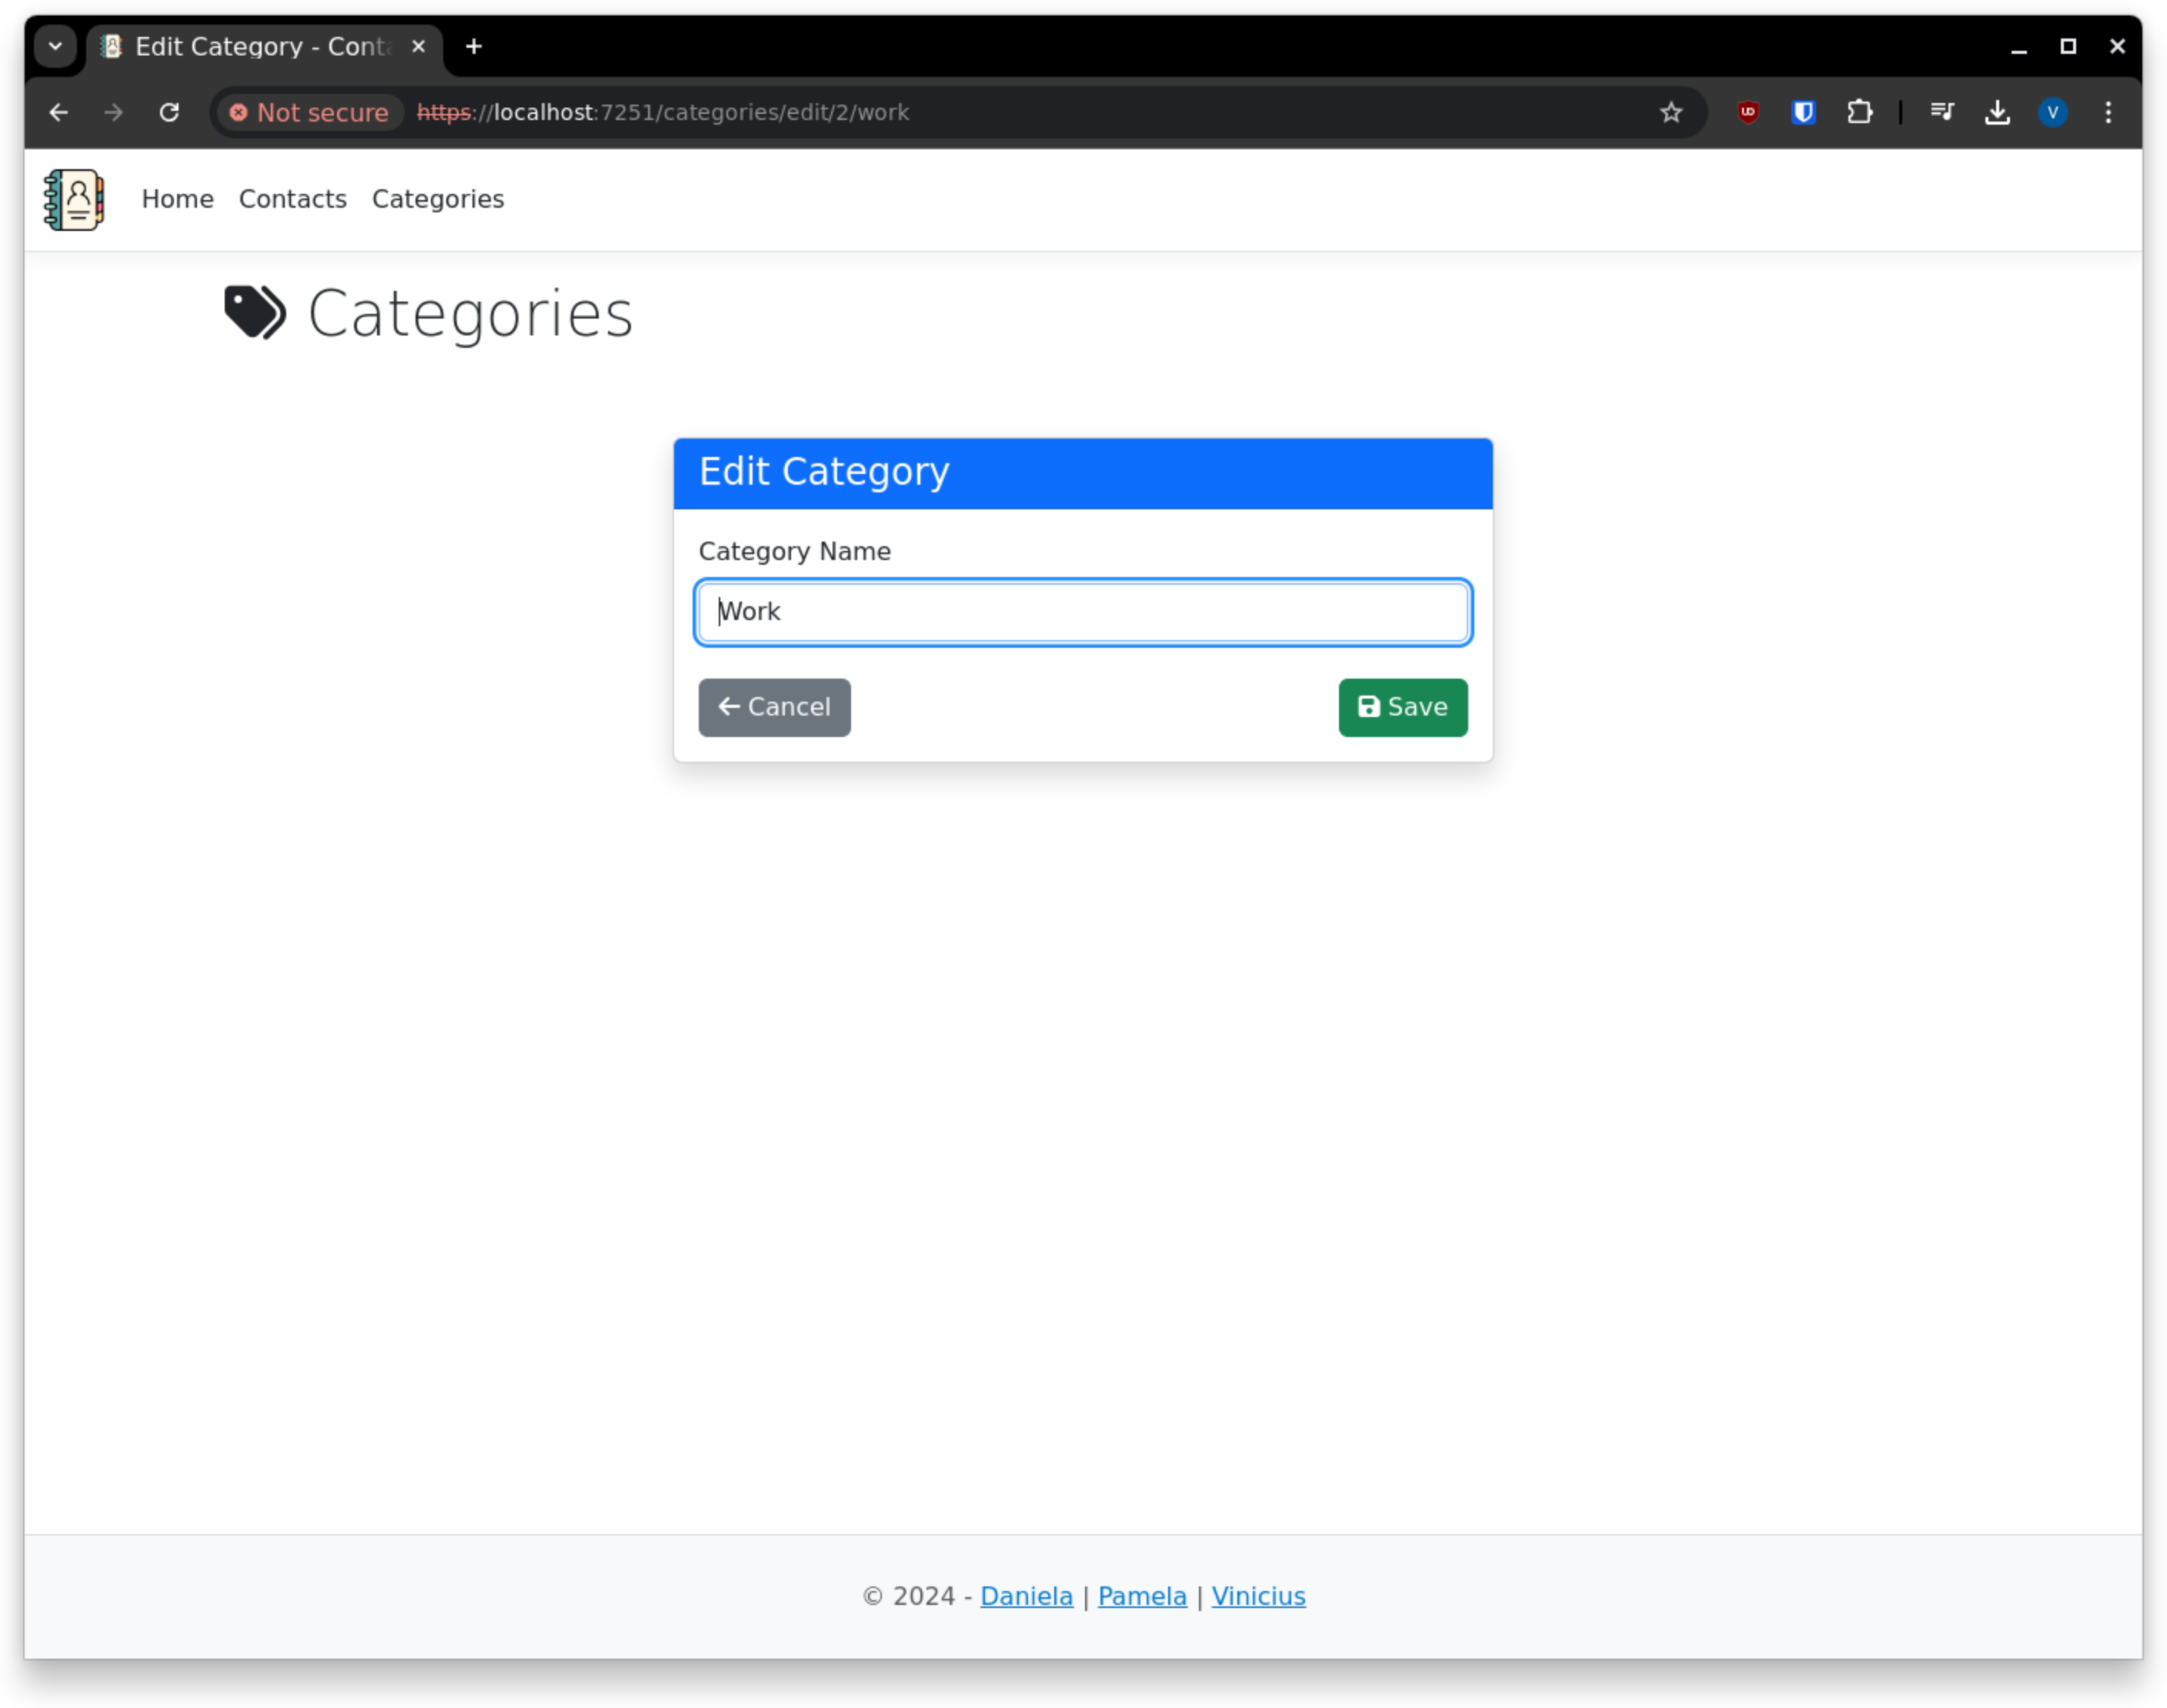 Edit Category - Cont
Not secure https://localhost:7251/categories/edit/2/work
V
Home Contacts Categories
Categories
Edit Category
Category Name
Work
Cancel Save
© 2024 - Daniela | Pamela | Vinicius